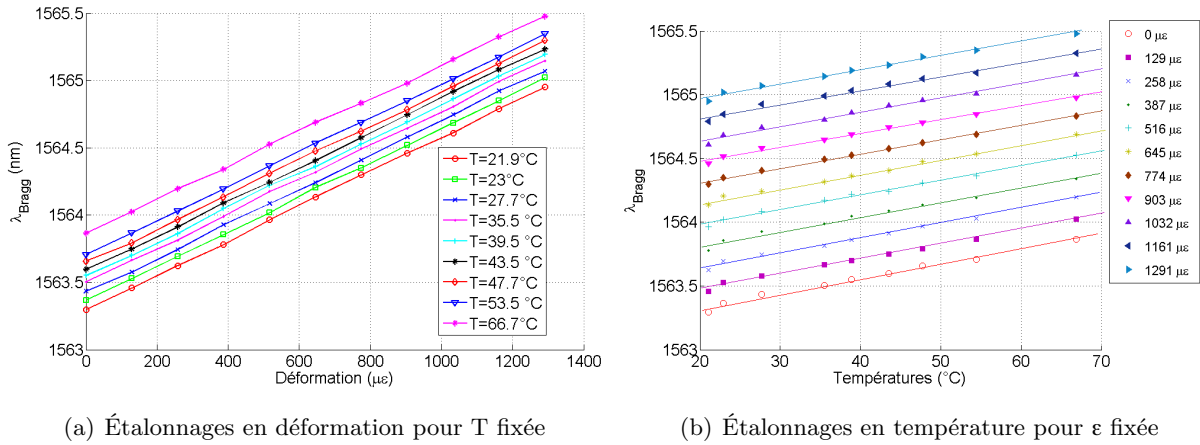 1565.5
1565
1564.5
1564
1563.5
1563
λBragg (nm)
0 200 400 600 800 1000 1200 1400
Déformation (με)
T=21.9°C
T=23°C
T=27.7°C
T=35.5 °C
T=39.5 °C
T=43.5 °C
T=47.7°C
T=53.5 °C
T=66.7°C
(a) Étalonnages en déformation pour T fixée
1565.5
1565
1564.5
1564
1563.5
1563
λBragg
20 30 40 50 60 70
Températures (°C)
0 με
129 με
258 με
387 με
516 με
645 με
774 με
903 με
1032 με
1161 με
1291 με
(b) Étalonnages en température pour ε fixée